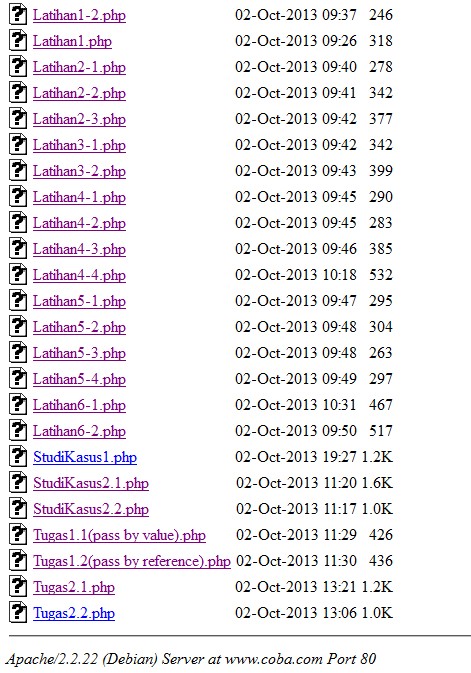 Latihan1-2.php 02-Oct-2013 09:37 246
Latihan1.php 02-Oct-2013 09:26 318
Latihan2-1.php 02-Oct-2013 09:40 278
Latihan2-2.php 02-Oct-2013 09:41 342
Latihan2-3.php 02-Oct-2013 09:42 377
Latihan3-1.php 02-Oct-2013 09:42 342
Latihan3-2.php 02-Oct-2013 09:43 399
Latihan4-1.php 02-Oct-2013 09:45 290
Latihan4-2.php 02-Oct-2013 09:45 283
Latihan4-3.php 02-Oct-2013 09:46 385
Latihan4-4.php 02-Oct-2013 10:18 532
Latihan5-1.php 02-Oct-2013 09:47 295
Latihan5-2.php 02-Oct-2013 09:48 304
Latihan5-3.php 02-Oct-2013 09:48 263
Latihan5-4.php 02-Oct-2013 09:49 297
Latihan6-1.php 02-Oct-2013 10:31 467
Latihan6-2.php 02-Oct-2013 09:50 517
StudiKasus1.php 02-Oct-2013 19:27 1.2K
StudiKasus2.1.php 02-Oct-2013 11:20 1.6K
StudiKasus2.2.php 02-Oct-2013 11:17 1.0K
Tugas1.1(pass by value).php 02-Oct-2013 11:29 426
Tugas1.2(pass by reference).php 02-Oct-2013 11:30 436
Tugas2.1.php 02-Oct-2013 13:21 1.2K
Tugas2.2.php 02-Oct-2013 13:06 1.0K
Apache/2.2.22 (Debian) Server at www.coba.com Port 80